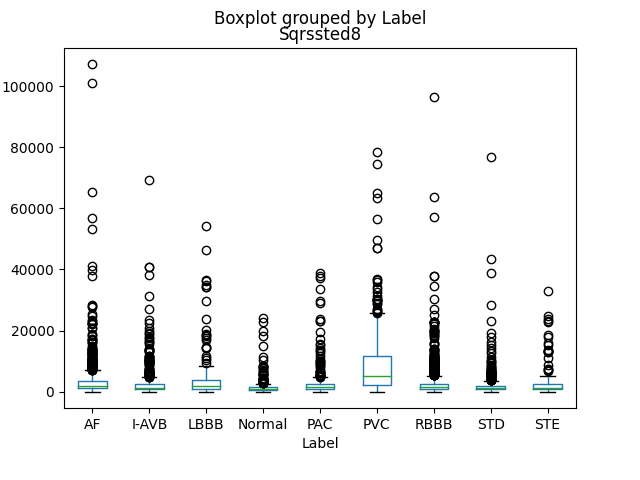 Boxplot grouped by Label
Sqrssted8
100000
80000
60000
40000
20000
0
AF I-AVB LBBB Normal PAC PVC RBBB STD STE
Label